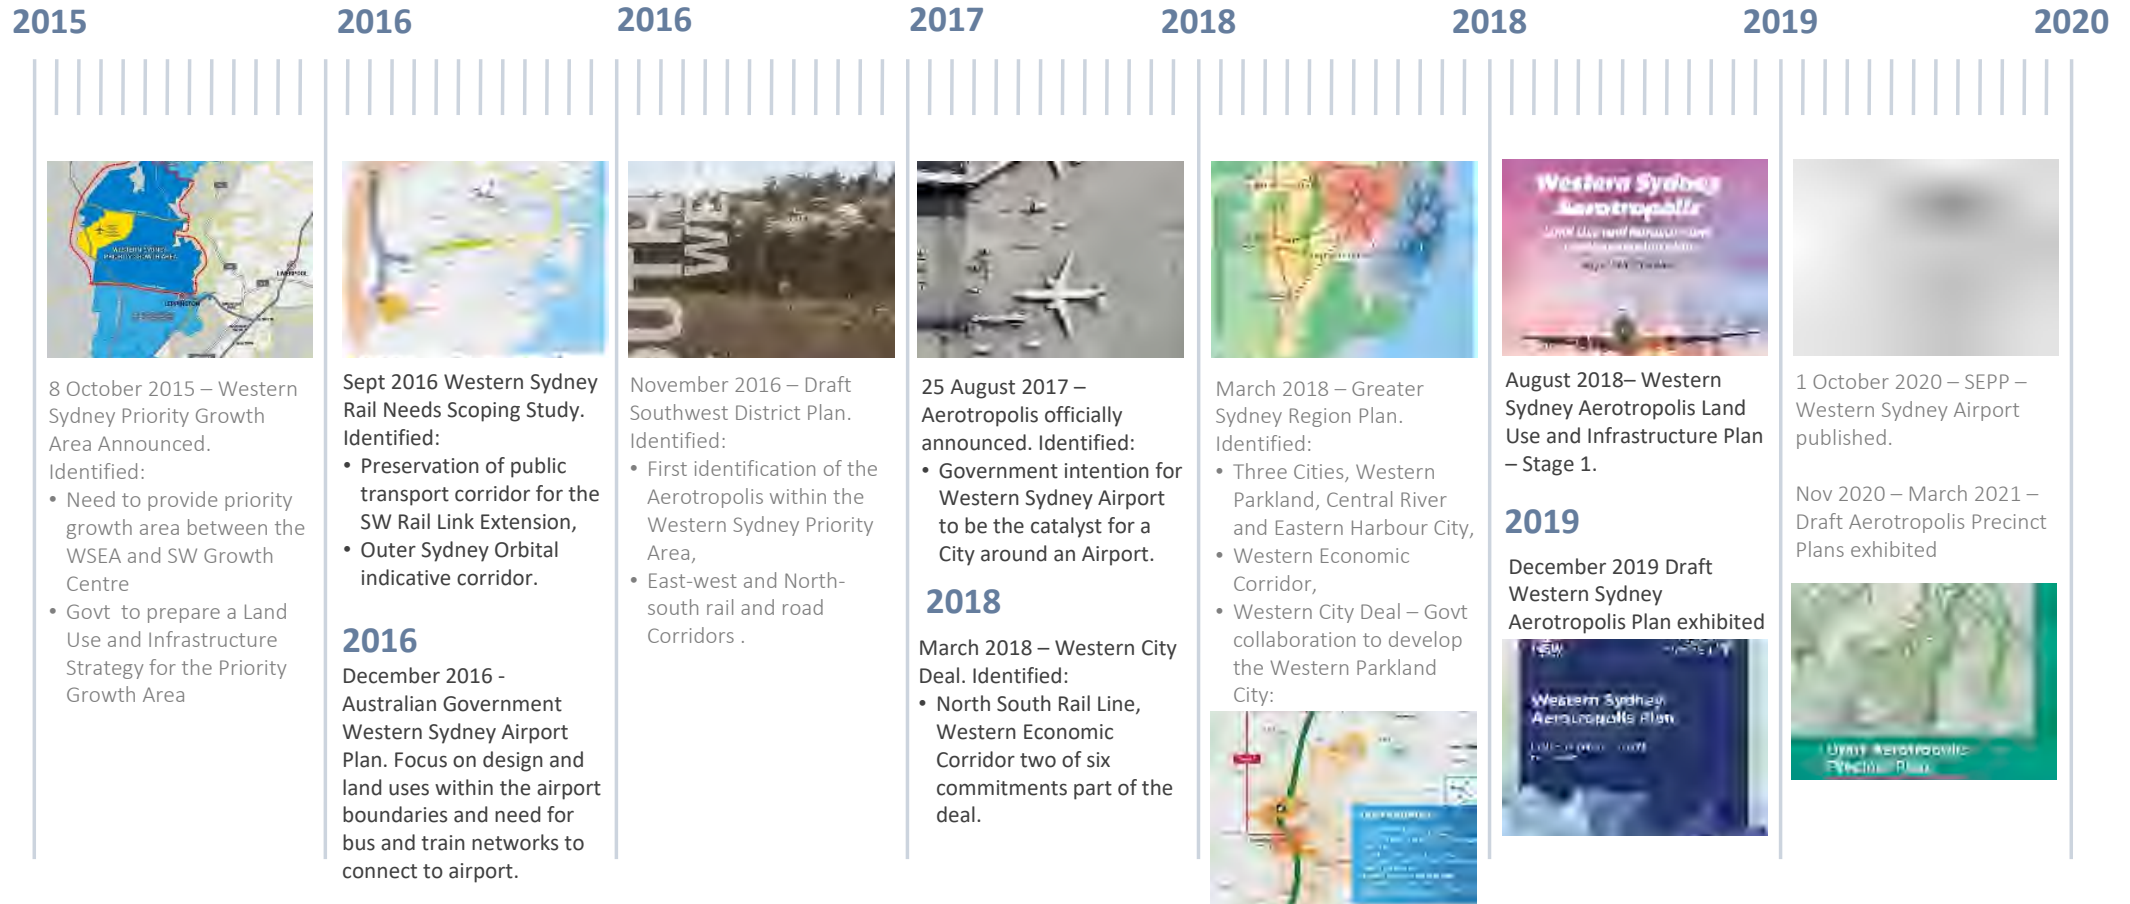 2015
2016
2016
2017
2018
2018
2019
2020
WESTERN SYDNEY
PRIORITY GROWTH AREA
LIVERPOOL
LEPPINGTON
8 October 2015 – Western
Sydney Priority Growth
Area Announced.
Identified:
• Need to provide priority
growth area between the
WSEA and SW Growth
Centre
• Govt  to prepare a Land
Use and Infrastructure
Strategy for the Priority
Growth Area
Sept 2016 Western Sydney
Rail Needs Scoping Study.
Identified:
• Preservation of public
transport corridor for the
SW Rail Link Extension,
• Outer Sydney Orbital
indicative corridor.
2016
December 2016 -
Australian Government
Western Sydney Airport
Plan. Focus on design and
land uses within the airport
boundaries and need for
bus and train networks to
connect to airport.
November 2016 – Draft
Southwest District Plan.
Identified:
• First identification of the
Aerotropolis within the
Western Sydney Priority
Area,
• East-west and North-
south rail and road
Corridors .
25 August 2017 –
Aerotropolis officially
announced. Identified:
• Government intention for
Western Sydney Airport
to be the catalyst for a
City around an Airport.
2018
March 2018 – Western City
Deal. Identified:
• North South Rail Line,
Western Economic
Corridor two of six
commitments part of the
deal.
March 2018 – Greater
Sydney Region Plan.
Identified:
• Three Cities, Western
Parkland, Central River
and Eastern Harbour City,
• Western Economic
Corridor,
• Western City Deal – Govt
collaboration to develop
the Western Parkland
City:
Western Sydney
Aerotropolis
August 2018– Western
Sydney Aerotropolis Land
Use and Infrastructure Plan
– Stage 1.
2019
December 2019 Draft
Western Sydney
Aerotropolis Plan exhibited
NSW
Western Sydney
Aerotropolis Plan
1 October 2020 – SEPP –
Western Sydney Airport
published.
Nov 2020 – March 2021 –
Draft Aerotropolis Precinct
Plans exhibited
Draft Aerotropolis
Precinct Plan